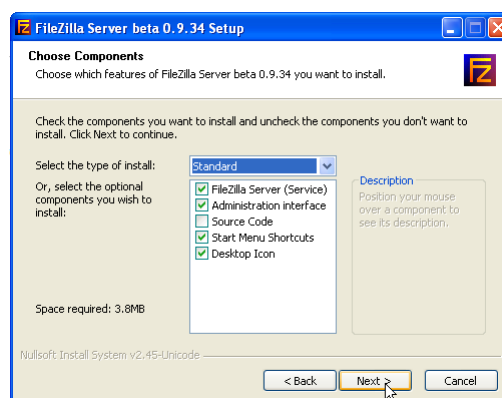 FileZilla Server beta 0.9.34 Setup
Choose Components
Choose which features of FileZilla Server beta 0.9.34 you want to install.
Check the components you want to install and uncheck the components you don't want to
install. Click Next to continue.
Select the type of install:
Standard
Or, select the optional
components you wish to
install:
FileZilla Server (Service)
Administration interface
Source Code
Start Menu Shortcuts
Desktop Icon
Description
Position your mouse
over a component to
see its description.
Space required: 3.8MB
Nullsoft Install System v2.45-Unicode
< Back
Next >
Cancel